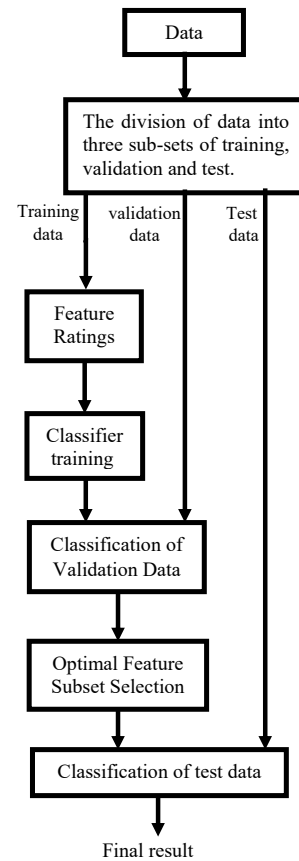 Data
The division of data into
three sub-sets of training,
validation and test.
Training
data
validation
data
Test
data
Feature
Ratings
Classifier
training
Classification of
Validation Data
Optimal Feature
Subset Selection
Classification of test data
Final result